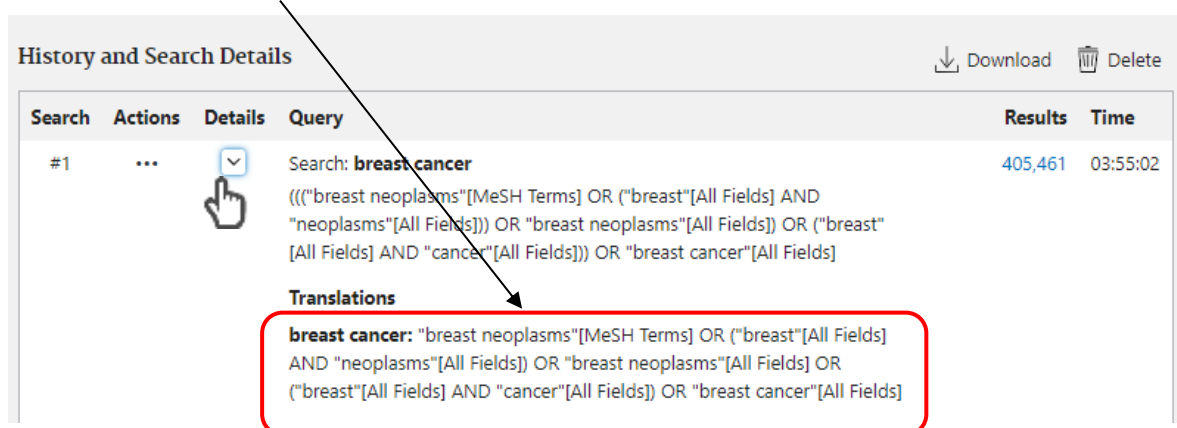 History and Search Details
Download
Delete
Search Actions Details Query Results Time
#1 ... Search: breast cancer 405,461 03:55:02
((("breast neoplasms"[MeSH Terms] OR ("breast"[All Fields] AND
"neoplasms"[All Fields])) OR "breast neoplasms"[All Fields]) OR ("breast"
[All Fields] AND "cancer"[All Fields])) OR "breast cancer"[All Fields]
Translations
breast cancer: "breast neoplasms"[MeSH Terms] OR ("breast"[All Fields]
AND "neoplasms"[All Fields]) OR "breast neoplasms"[All Fields] OR
("breast"[All Fields] AND "cancer"[All Fields]) OR "breast cancer"[All Fields]